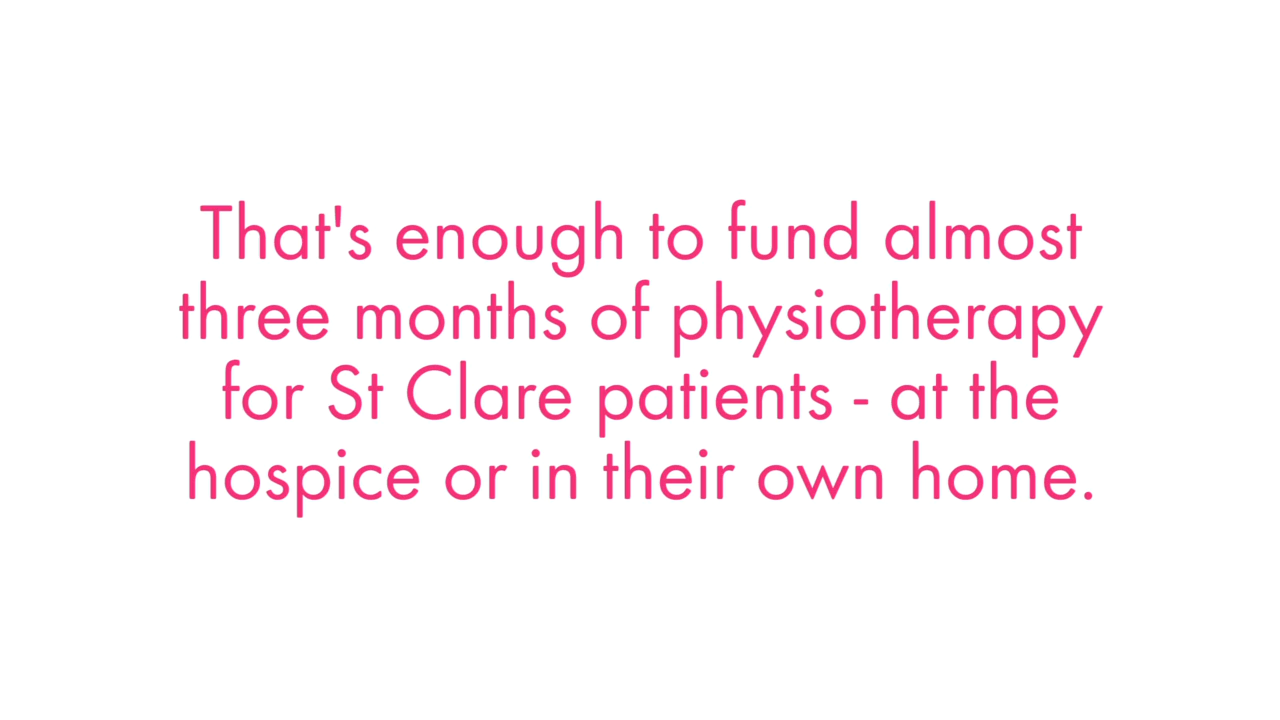 That's enough to fund almost
three months of physiotherapy
for St Clare patients - at the
hospice or in their own home.